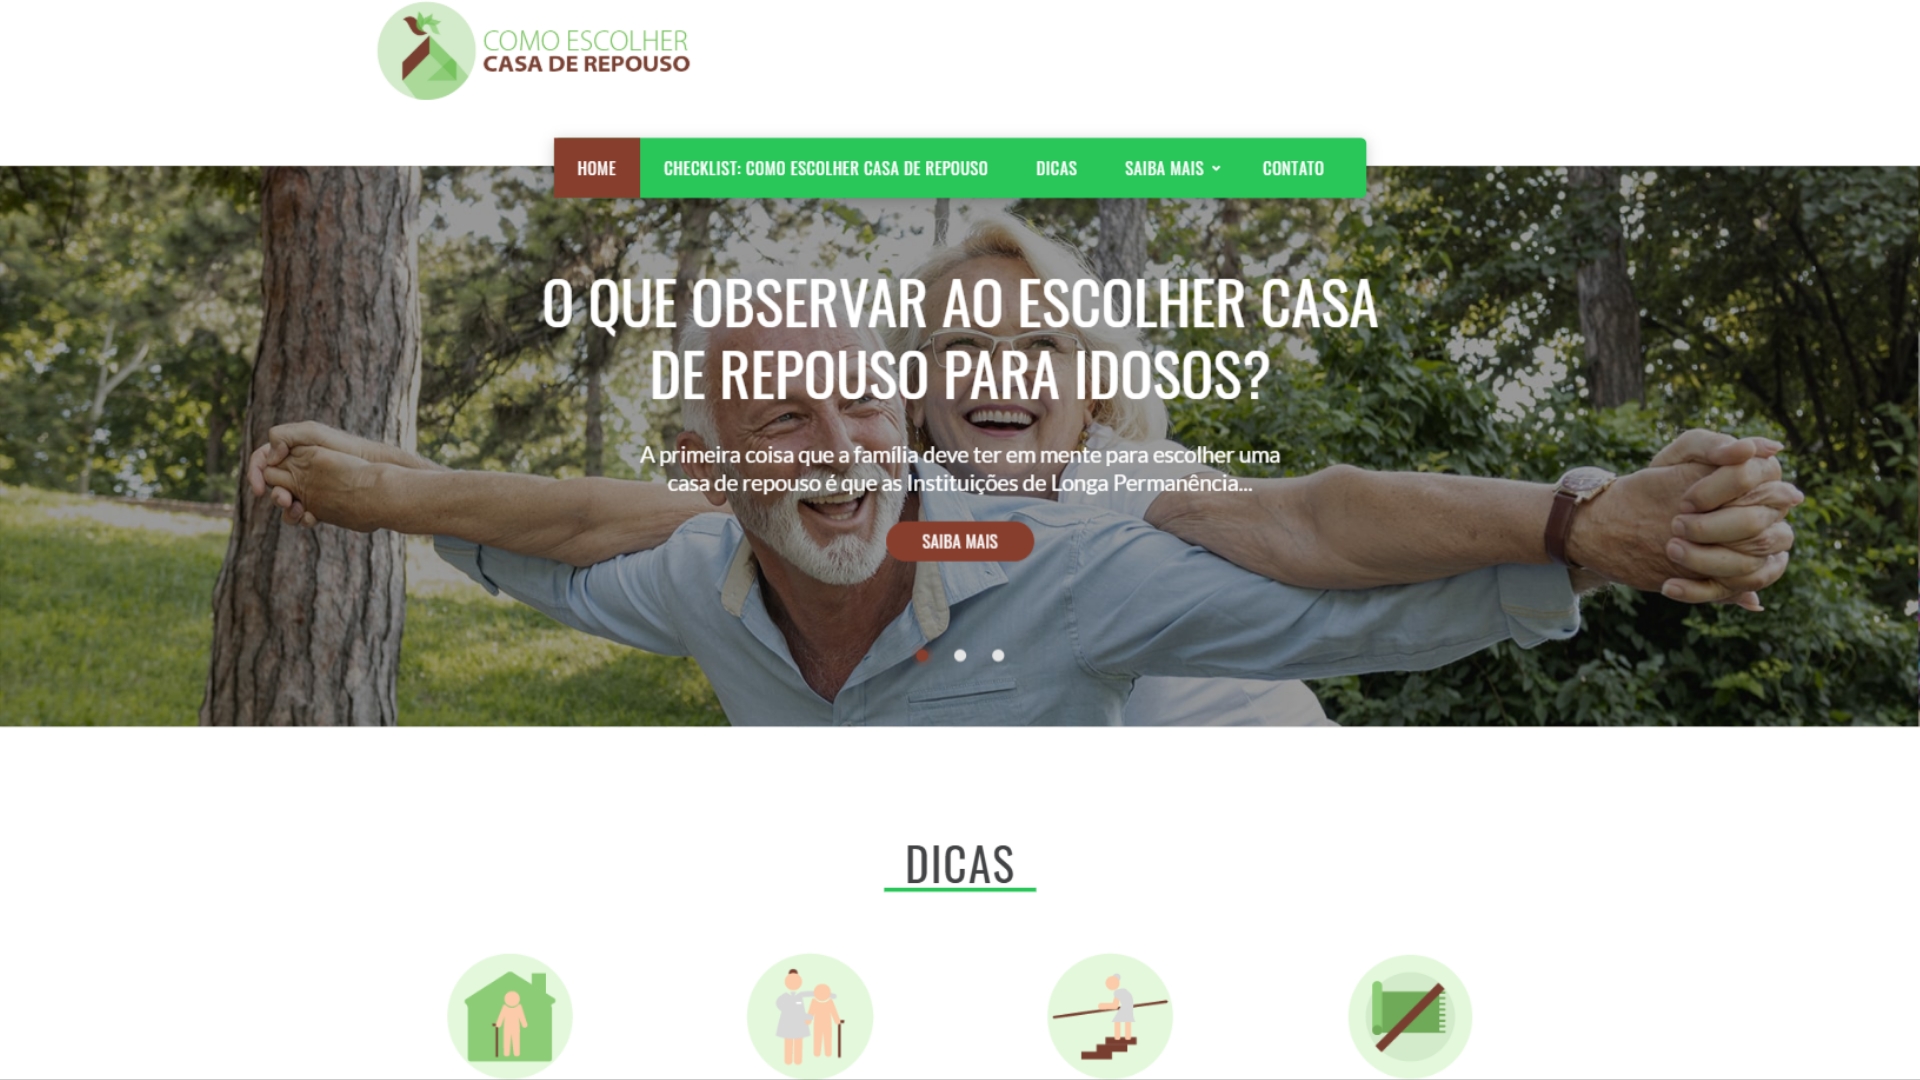 COMO ESCOLHER
CASA DE REPOUSO
HOME CHECKLIST: COMO ESCOLHER CASA DE REPOUSO DICAS SAIBA MAIS CONTATO
O QUE OBSERVAR AO ESCOLHER CASA
DE REPOUSO PARA IDOSOS?
A primeira coisa que a família deve ter em mente para escolher uma
casa de repouso é que as Instituições de Longa Permanência...
SAIBA MAIS
DICAS